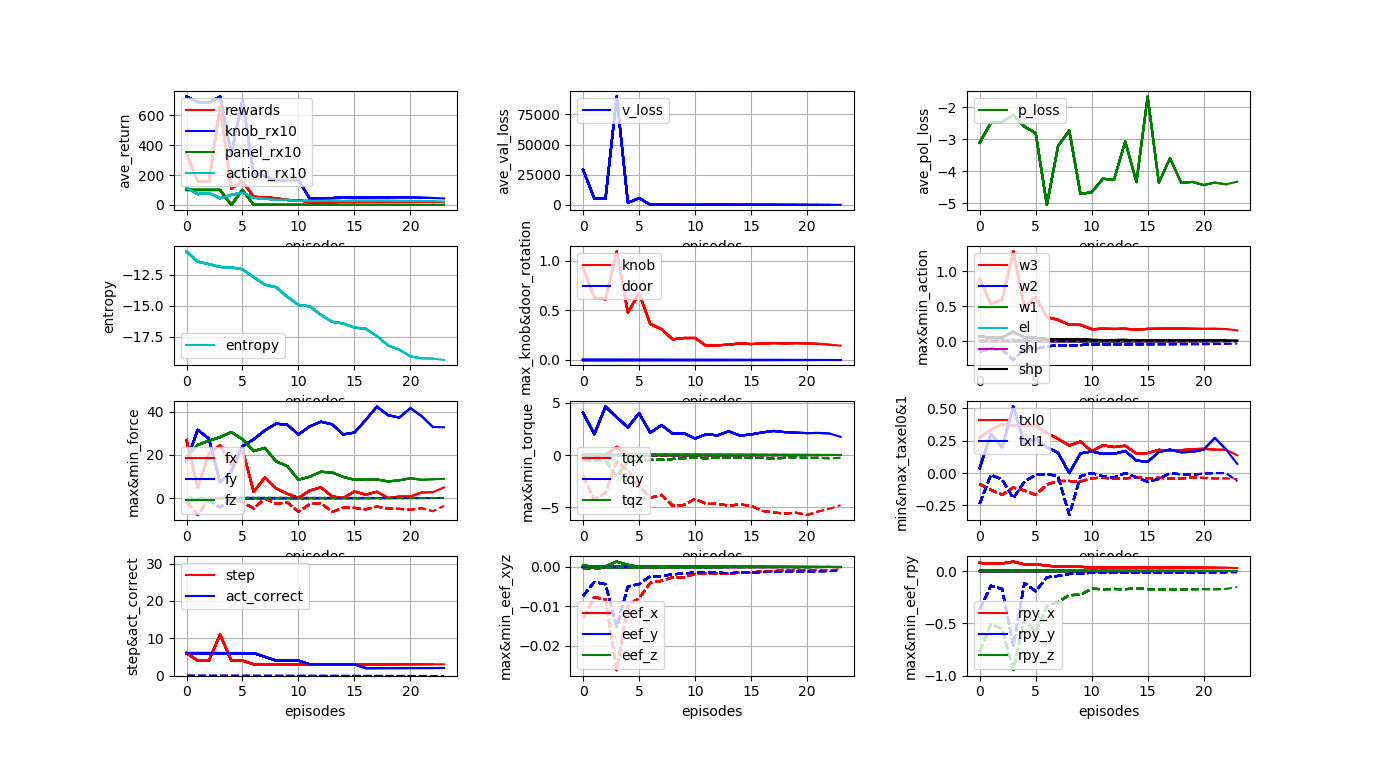 ave_return
600
400
200
0
rewards
knob_rx10
panel_rx10
action_rx10
0 5 10 15 20
episodes
ave_val_loss
75000
50000
25000
0
v_loss
0 5 10 15 20
episodes
ave_pol_loss
−2
−3
−4
−5
p_loss
0 5 10 15 20
entropy
−12.5
−15.0
−17.5
entropy
0 5 10 15 20
episodes
max_knob&door_rotation
1.0
0.5
0.0
knob
door
0 5 10 15 20
episodes
max&min_action
1.0
0.5
0.0
w3
w2
w1
el
shl
shp
0 5 10 15 20
episodes
max&min_force
40
20
0
fx
fy
fz
0 5 10 15 20
episodes
max&min_torque
5
0
−5
tqx
tqy
tqz
0 5 10 15 20
episodes
min&max_taxel0&1
0.50
0.25
0.00
−0.25
txl0
txl1
0 5 10 15 20
episodes
step&act_correct
30
20
10
0
step
act_correct
0 5 10 15 20
episodes
max&min_eef_xyz
0.00
−0.01
−0.02
eef_x
eef_y
eef_z
0 5 10 15 20
episodes
max&min_eef_rpy
0.0
−0.5
−1.0
rpy_x
rpy_y
rpy_z
0 5 10 15 20
episodes